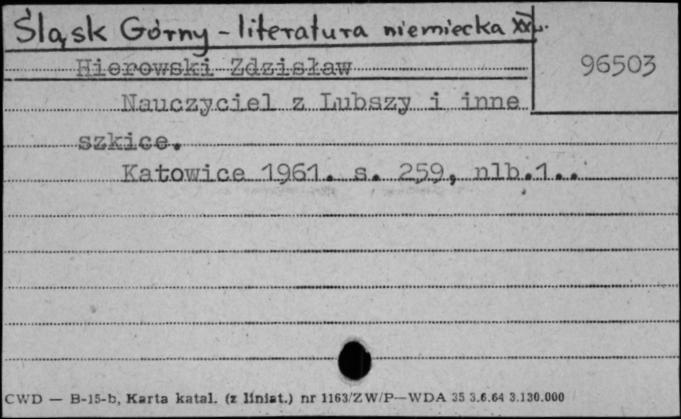 Śląsk Górny - literatura niemiecka XXw.
96503
Hierowski Zdzisław
Nauczyciel z Lubszy i inne
szkice.
Katowice 1961. s. 259, nlb.1..
CWD — B-15-b, Karta katal. (z liniat.) nr 1163/ZW/P—WDA 35 3.6.64 3.130.000